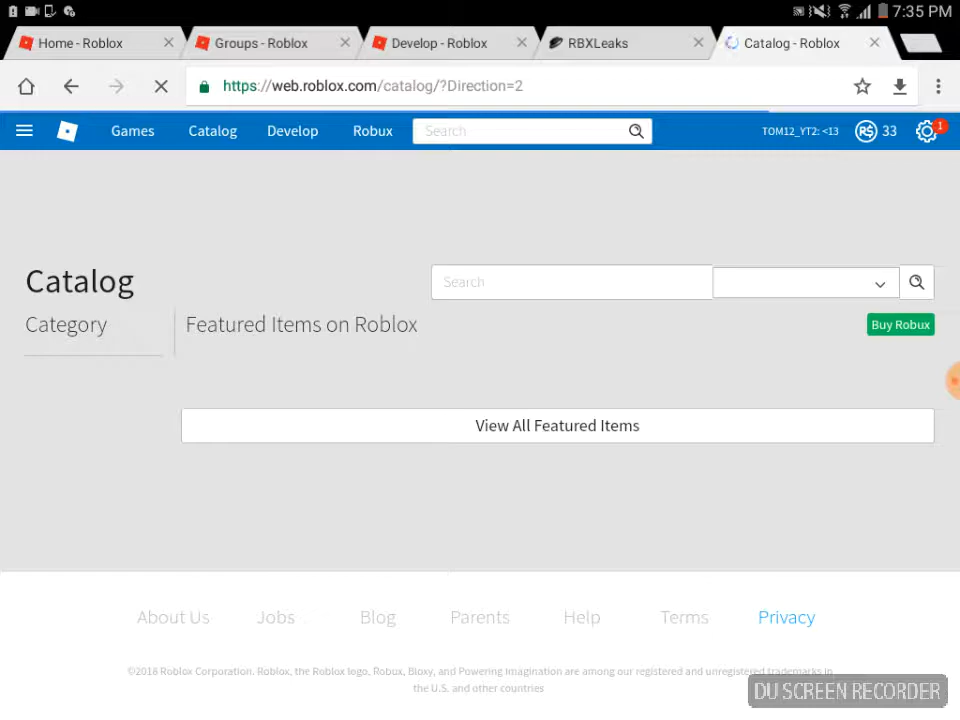 7:35 PM
Home - Roblox
Groups - Roblox
Develop - Roblox
RBXLeaks
Catalog - Roblox
https://web.roblox.com/catalog/?Direction=2
Games
Catalog
Develop
Robux
Search
TOM12_YT2: <13
R$ 33
1
Catalog
Search
Category
Featured Items on Roblox
Buy Robux
View All Featured Items
About Us
Jobs
Blog
Parents
Help
Terms
Privacy
©2018 Roblox Corporation. Roblox, the Roblox logo, Robux, Bloxy, and Powering Imagination are among our registered and unregistered trademarks in
the U.S. and other countries
DU SCREEN RECORDER